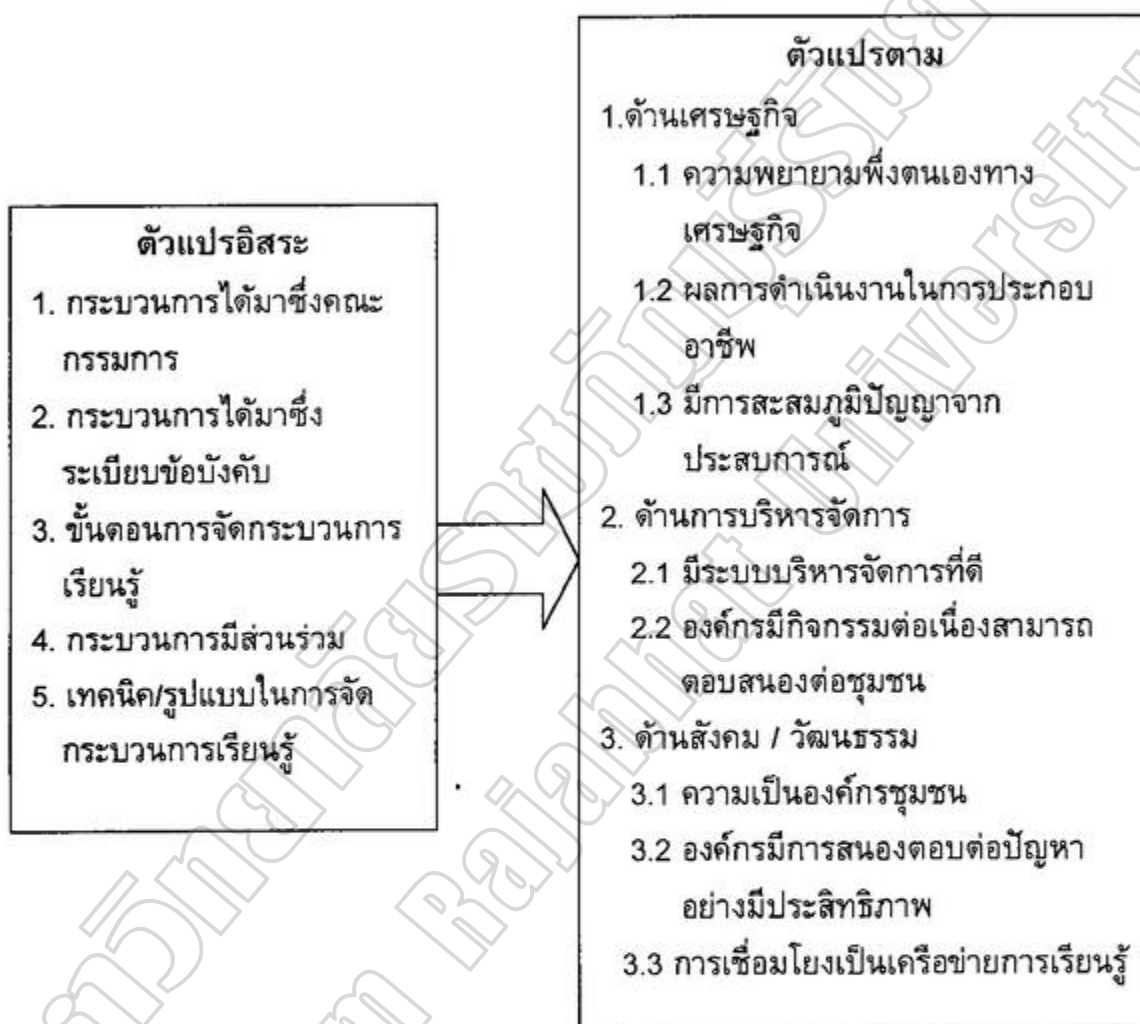 ตัวแปรอิสระ
1. กระบวนการได้มาซึ่งคณะ
กรรมการ
2. กระบวนการได้มาซึ่ง
ระเบียบข้อบังคับ
3. ขั้นตอนการจัดกระบวนการ
เรียนรู้
4. กระบวนการมีส่วนร่วม
5. เทคนิค/รูปแบบในการจัด
กระบวนการเรียนรู้
ตัวแปรตาม
1.ด้านเศรษฐกิจ
1.1 ความพยายามพึ่งตนเองทาง
เศรษฐกิจ
1.2 ผลการดำเนินงานในการประกอบ
อาชีพ
1.3 มีการสะสมภูมิปัญญาจาก
ประสบการณ์
2. ด้านการบริหารจัดการ
2.1 มีระบบบริหารจัดการที่ดี
2.2 องค์กรมีกิจกรรมต่อเนื่องสามารถ
ตอบสนองต่อชุมชน
3. ด้านสังคม / วัฒนธรรม
3.1 ความเป็นองค์กรชุมชน
3.2 องค์กรมีการสนองตอบต่อปัญหา
อย่างมีประสิทธิภาพ
3.3 การเชื่อมโยงเป็นเครือข่ายการเรียนรู้
Rajabhat University